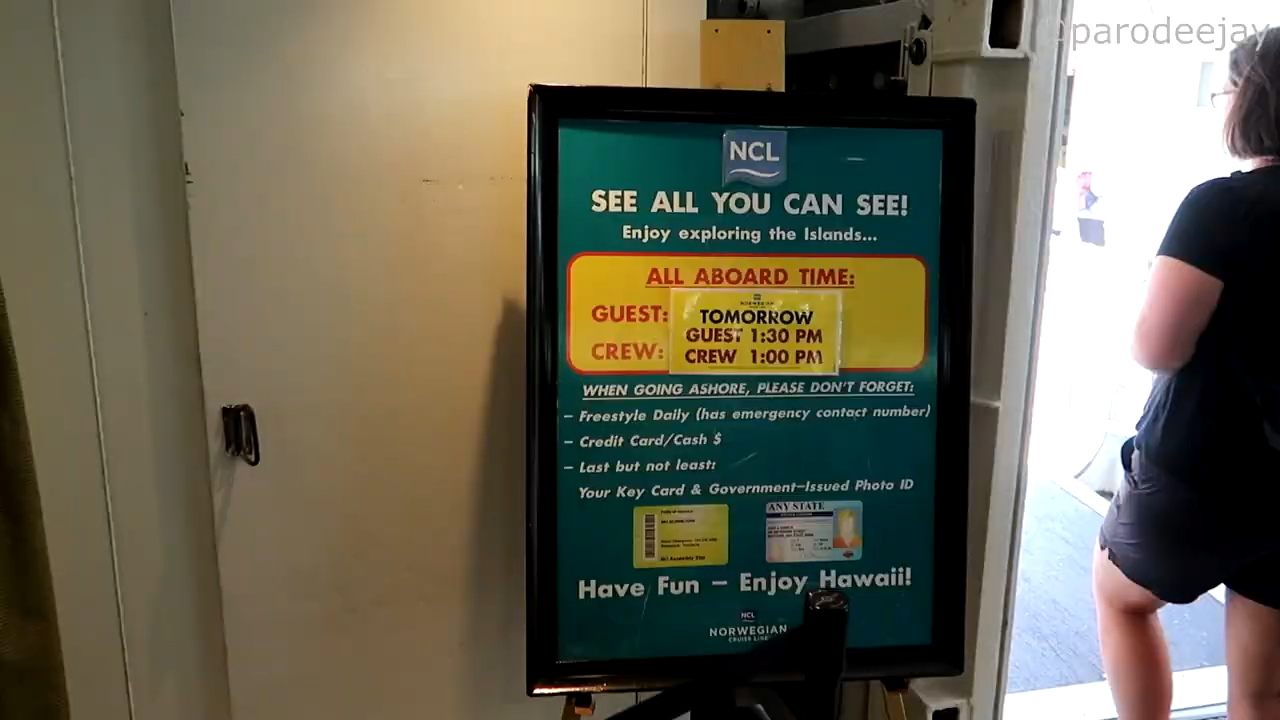 @parodeejay
NCL
SEE ALL YOU CAN SEE!
Enjoy exploring the Islands...
ALL ABOARD TIME:
NORWEGIAN
GUEST: TOMORROW
GUEST 1:30 PM
CREW: CREW 1:00 PM
WHEN GOING ASHORE, PLEASE DON'T FORGET:
– Freestyle Daily (has emergency contact number)
– Credit Card/Cash $
– Last but not least:
Your Key Card & Government-Issued Photo ID
ANY STATE
Have Fun – Enjoy Hawaii!
NCL
NORWEGIAN
CRUISE LINE